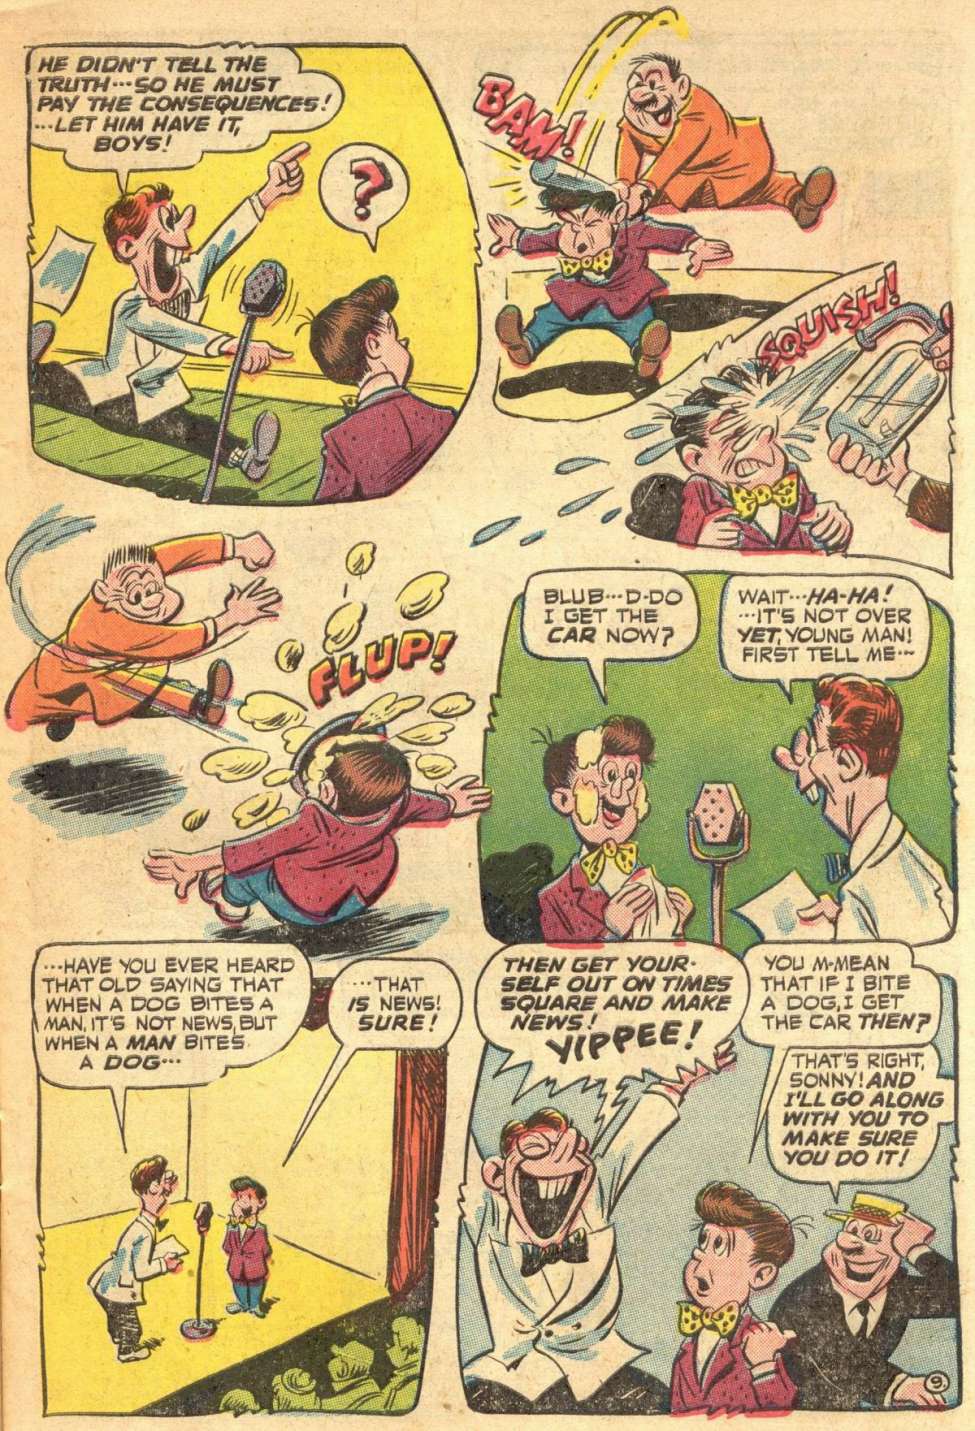 HE DIDN'T TELL THE
TRUTH---SO HE MUST
PAY THE CONSEQUENCES!
---LET HIM HAVE IT,
BOYS!
?
BAM!
SQUISH!
FLUP!
BLUB---D-DO
I GET THE
CAR NOW?
WAIT---HA-HA!
---IT'S NOT OVER
YET, YOUNG MAN!
FIRST TELL ME---
---HAVE YOU EVER HEARD
THAT OLD SAYING THAT
WHEN A DOG BITES A
MAN, IT'S NOT NEWS, BUT
WHEN A MAN BITES
A DOG---
----THAT
IS NEWS!
SURE!
THEN GET YOUR-
SELF OUT ON TIMES
SQUARE AND MAKE
NEWS!
YIPPEE!
YOU M-MEAN
THAT IF I BITE
A DOG, I GET
THE CAR THEN?
THAT'S RIGHT,
SONNY! AND
I'LL GO ALONG
WITH YOU TO
MAKE SURE
YOU DO IT!
9